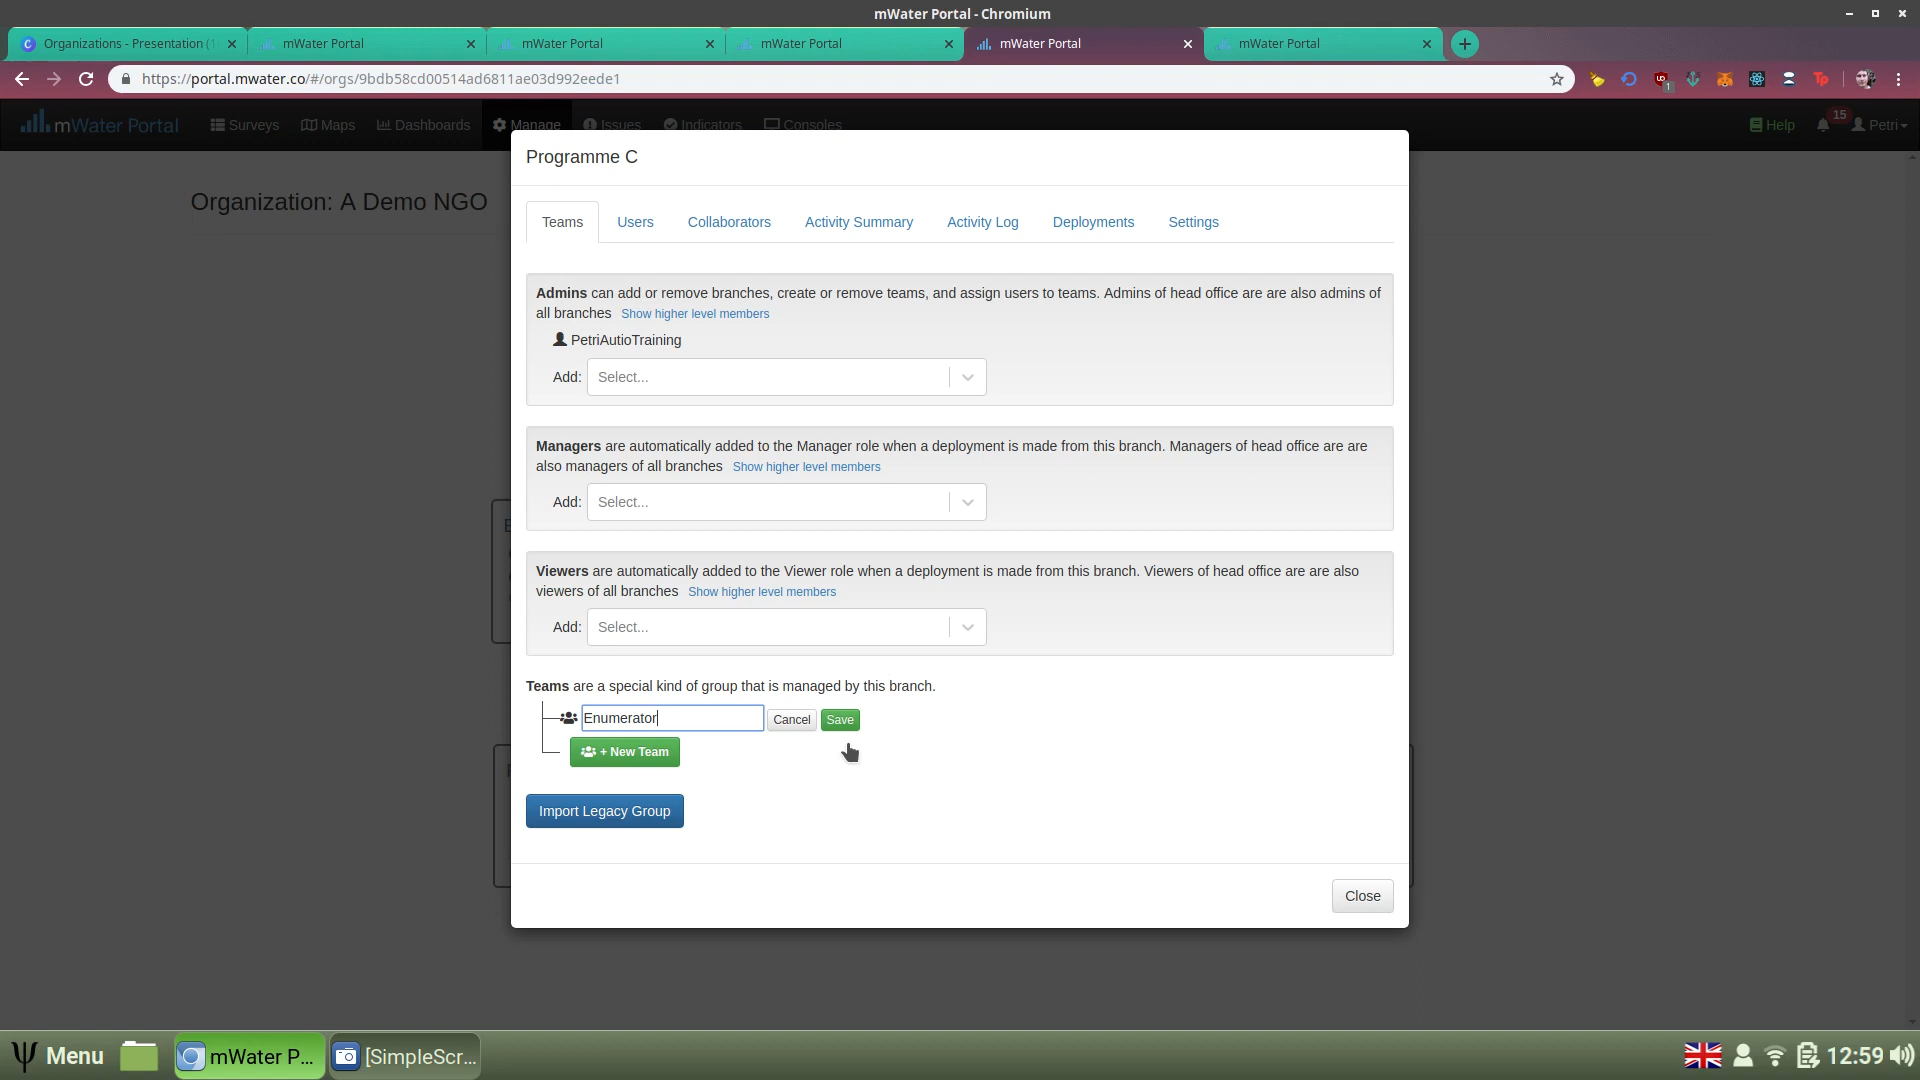 mWater Portal - Chromium
Organizations - Presentation (1
mWater Portal
mWater Portal
mWater Portal
mWater Portal
mWater Portal
https://portal.mwater.co/#/orgs/9bdb58cd00514ad6811ae03d992eede1
1
Tp
mWater Portal
Surveys
Maps
Dashboards
Manage
Issues
Indicators
Consoles
Help
15
Petri
Organization: A Demo NGO
Programme C
Teams
Users
Collaborators
Activity Summary
Activity Log
Deployments
Settings
Admins can add or remove branches, create or remove teams, and assign users to teams. Admins of head office are are also admins of
all branches Show higher level members
PetriAutioTraining
Add: Select...
Managers are automatically added to the Manager role when a deployment is made from this branch. Managers of head office are are
also managers of all branches Show higher level members
Add: Select...
Viewers are automatically added to the Viewer role when a deployment is made from this branch. Viewers of head office are are also
viewers of all branches Show higher level members
Add: Select...
Teams are a special kind of group that is managed by this branch.
Enumerator
Cancel
Save
+ New Team
Import Legacy Group
Close
Menu
mWater P...
[SimpleScr...
12:59